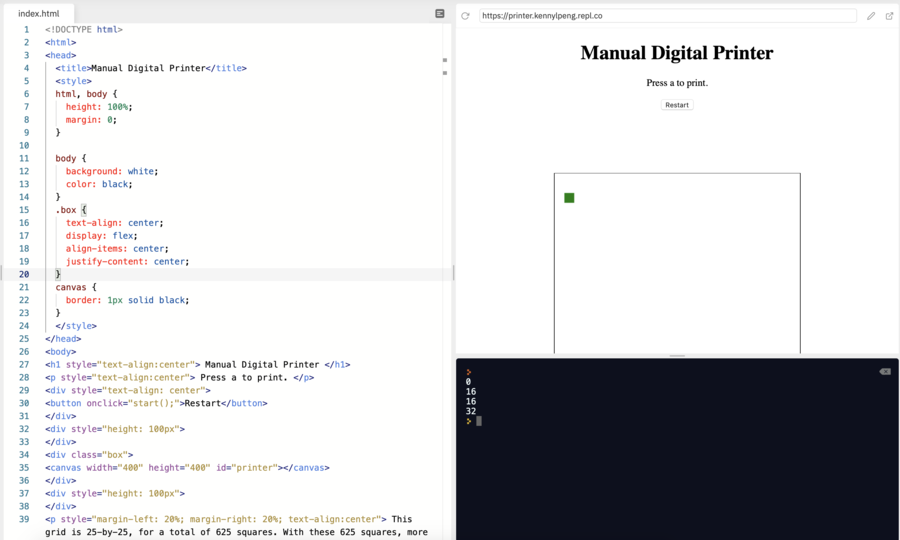 index.html
1 <!DOCTYPE html>
2 <html>
3 <head>
4 <title>Manual Digital Printer</title>
5 <style>
6 html, body {
7 height: 100%;
8 margin: 0;
9 }
10
11 body {
12 background: white;
13 color: black;
14 }
15 .box {
16 text-align: center;
17 display: flex;
18 align-items: center;
19 justify-content: center;
20 }
21 canvas {
22 border: 1px solid black;
23 }
24 </style>
25 </head>
26 <body>
27 <h1 style="text-align:center"> Manual Digital Printer </h1>
28 <p style="text-align:center"> Press a to print. </p>
29 <div style="text-align: center">
30 <button onclick="start();">Restart</button>
31 </div>
32 <div style="height: 100px">
33 </div>
34 <div class="box">
35 <canvas width="400" height="400" id="printer"></canvas>
36 </div>
37 <div style="height: 100px">
38 </div>
39 <p style="margin-left: 20%; margin-right: 20%; text-align:center"> This
grid is 25-by-25, for a total of 625 squares. With these 625 squares, more
https://printer.kennylpeng.repl.co
Manual Digital Printer
Press a to print.
Restart
>
0
16
16
32
>